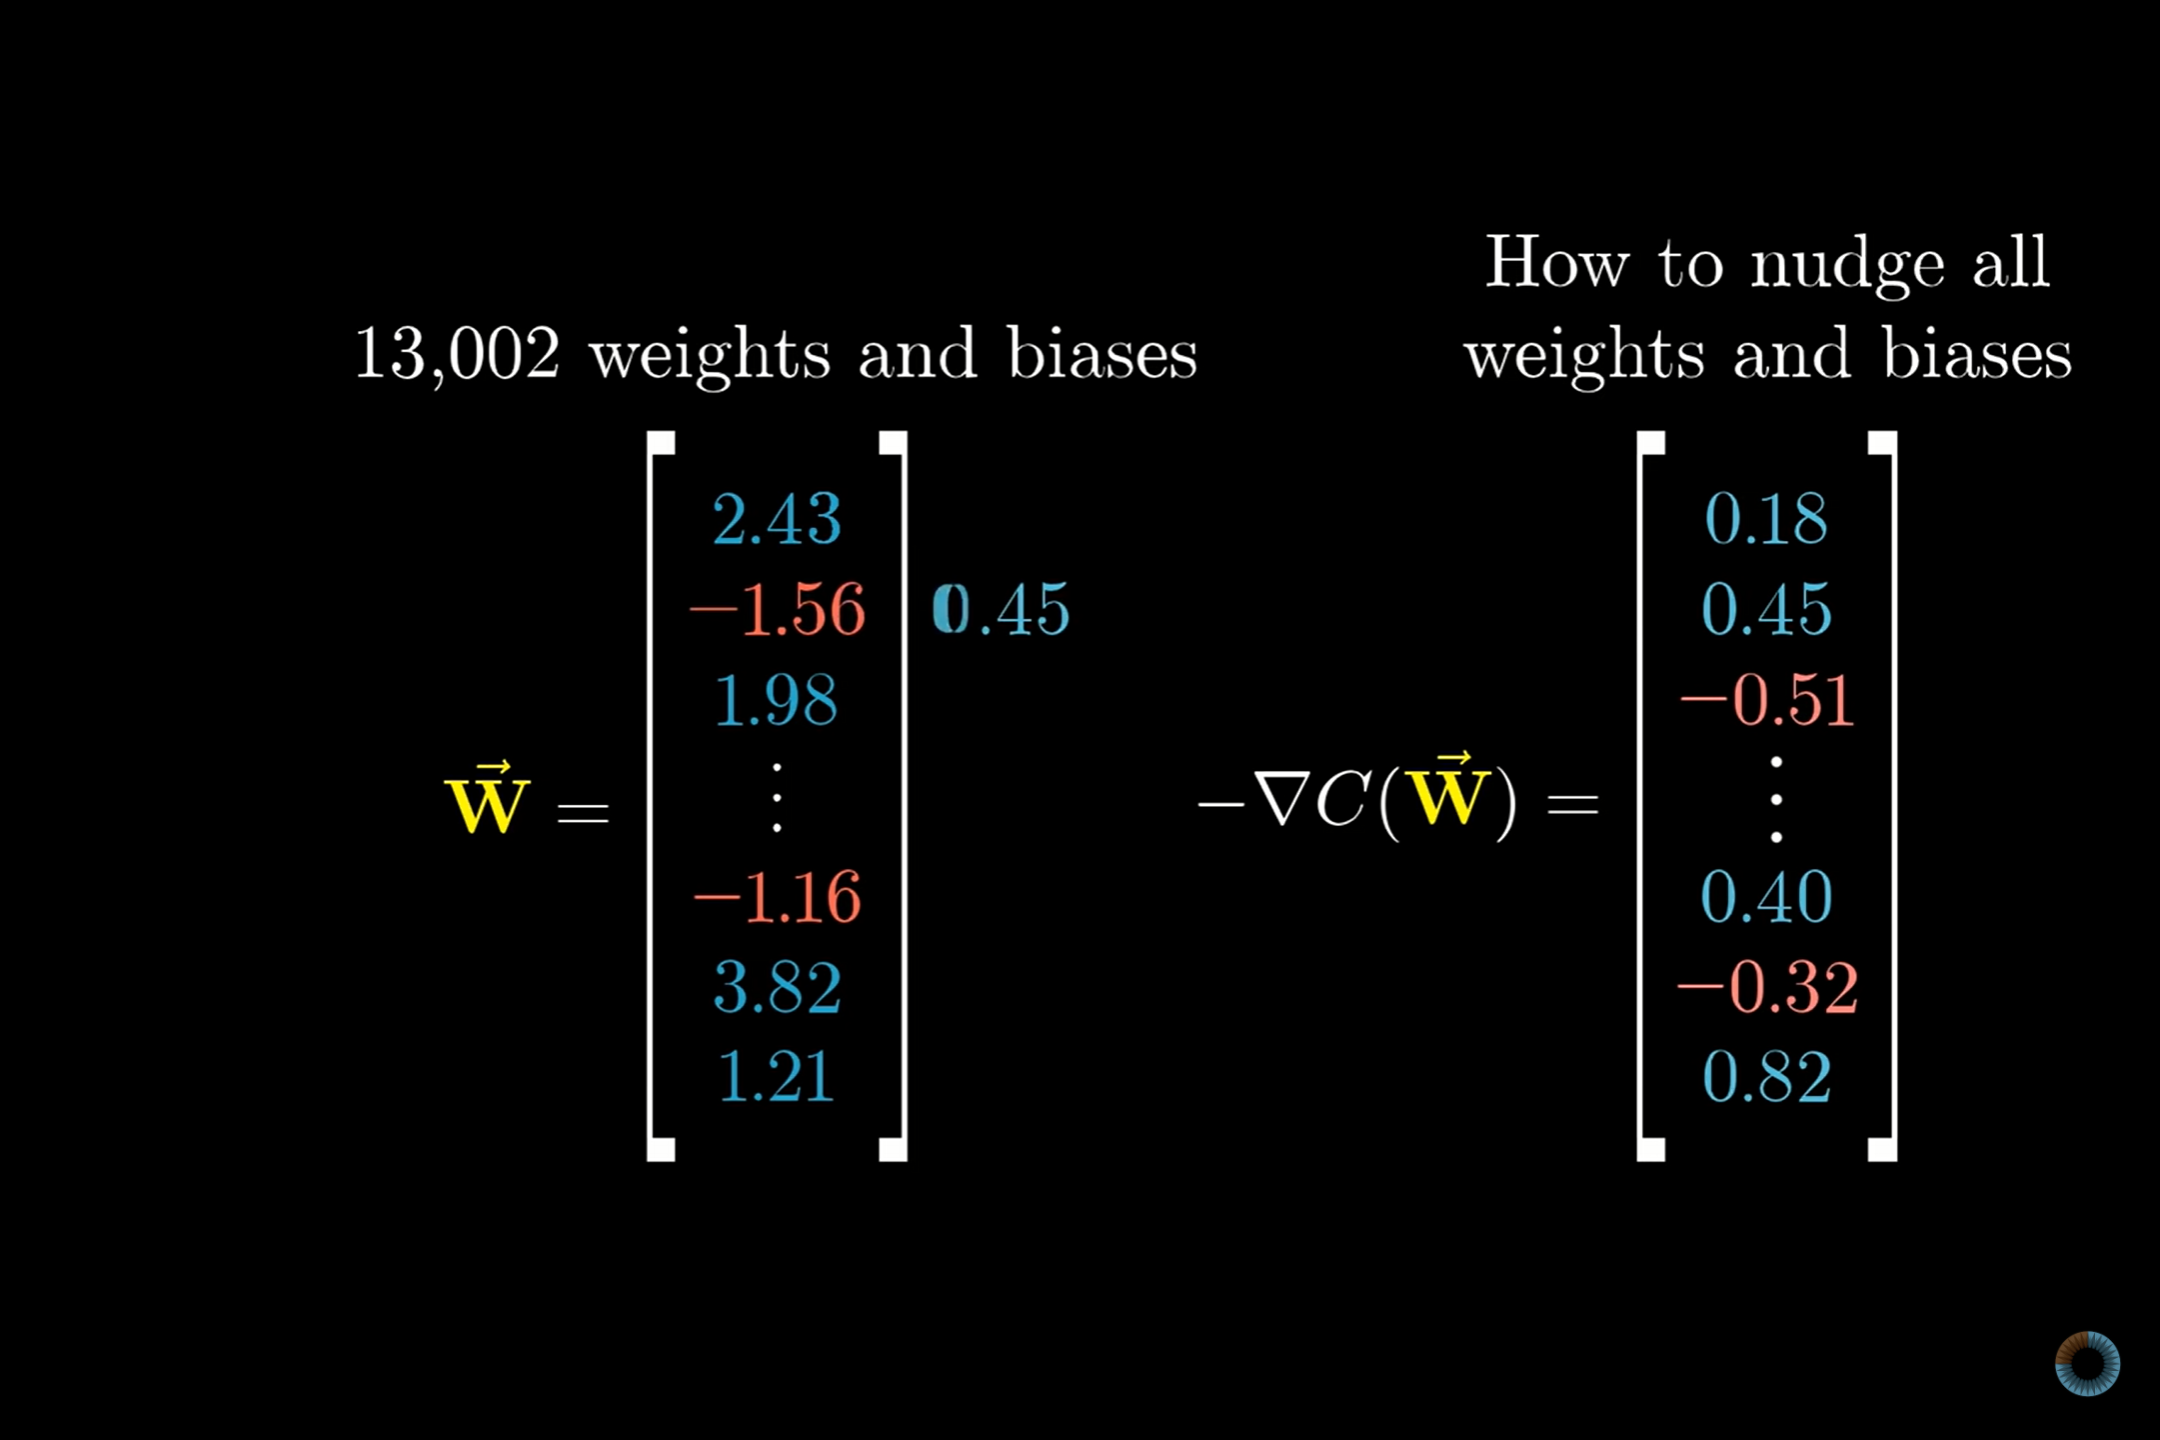 How to nudge all
13,002 weights and biases weights and biases
2.43 0.18
−1.56 0.45 0.45
1.98 −0.51
⋮ ⋮
W⃗ = −∇C(W⃗) =
−1.16 0.40
3.82 −0.32
1.21 0.82